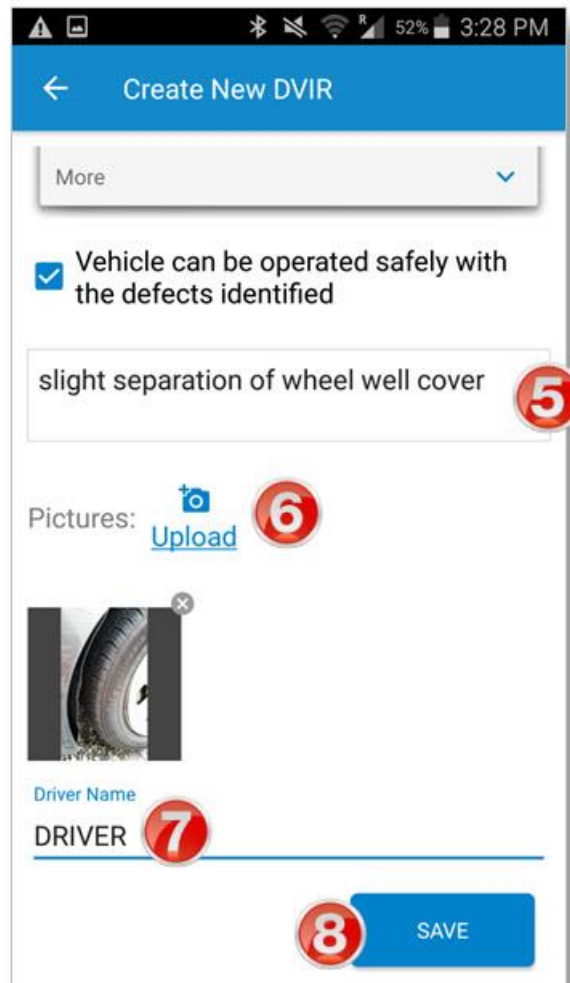 R 52% 3:28 PM
Create New DVIR
More
Vehicle can be operated safely with
the defects identified
slight separation of wheel well cover
5
Pictures:
Upload
6
Driver Name
DRIVER
7
8
SAVE